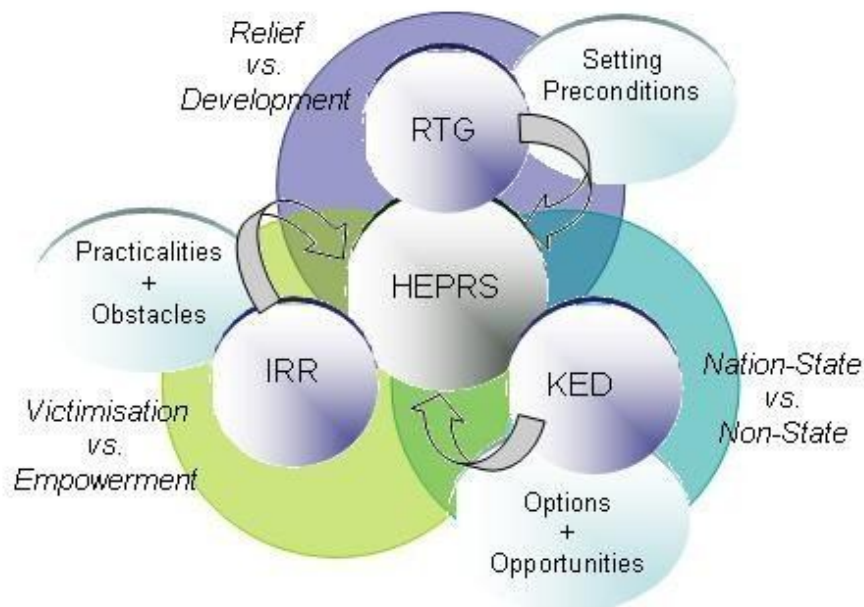 Relief
vs.
Development
RTG
Setting
Preconditions
Practicalities
+
Obstacles
HEPRS
IRR
KED
Nation-State
vs.
Non-State
Victimisation
vs.
Empowerment
Options
+
Opportunities